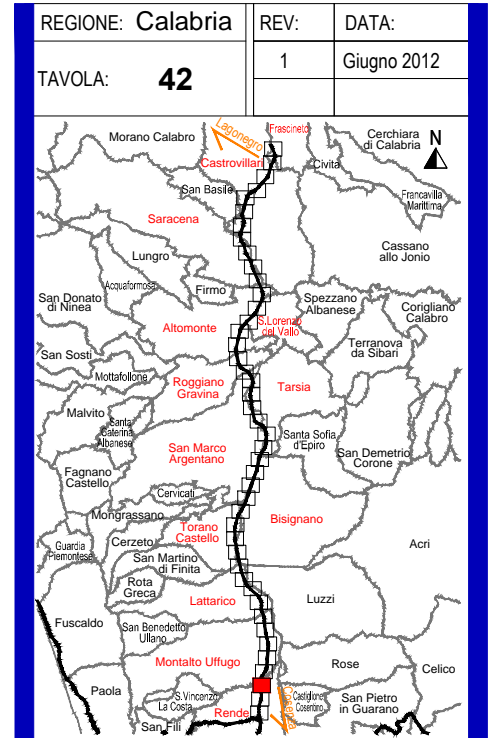 REGIONE: Calabria
REV:
DATA:
TAVOLA: 42
1
Giugno 2012
Lagonegro
Frascineto
Morano Calabro
Cerchiara
di Calabria
N
Castrovillari
Civita
San Basile
Francavilla
Marittima
Saracena
Cassano
allo Jonio
Lungro
Acquaformosa
Firmo
San Donato
di Ninea
Spezzano
Albanese
Corigliano
Calabro
S.Lorenzo
del Vallo
Altomonte
Terranova
da Sibari
San Sosti
Mottafollone
Roggiano
Gravina
Tarsia
Malvito
Santa
Caterina
Albanese
Santa Sofia
d'Epiro
San Marco
Argentano
San Demetrio
Corone
Fagnano
Castello
Cervicati
Mongrassano
Torano
Castello
Bisignano
Guardia
Piemontese
Cerzeto
Acri
San Martino
di Finita
Rota
Greca
Lattarico
Luzzi
Fuscaldo
San Benedetto
Ullano
Montalto Uffugo
Rose
Celico
Paola
S.Vincenzo
La Costa
Cosenza
Castiglione
Cosentino
San Pietro
in Guarano
Rende
San Fili